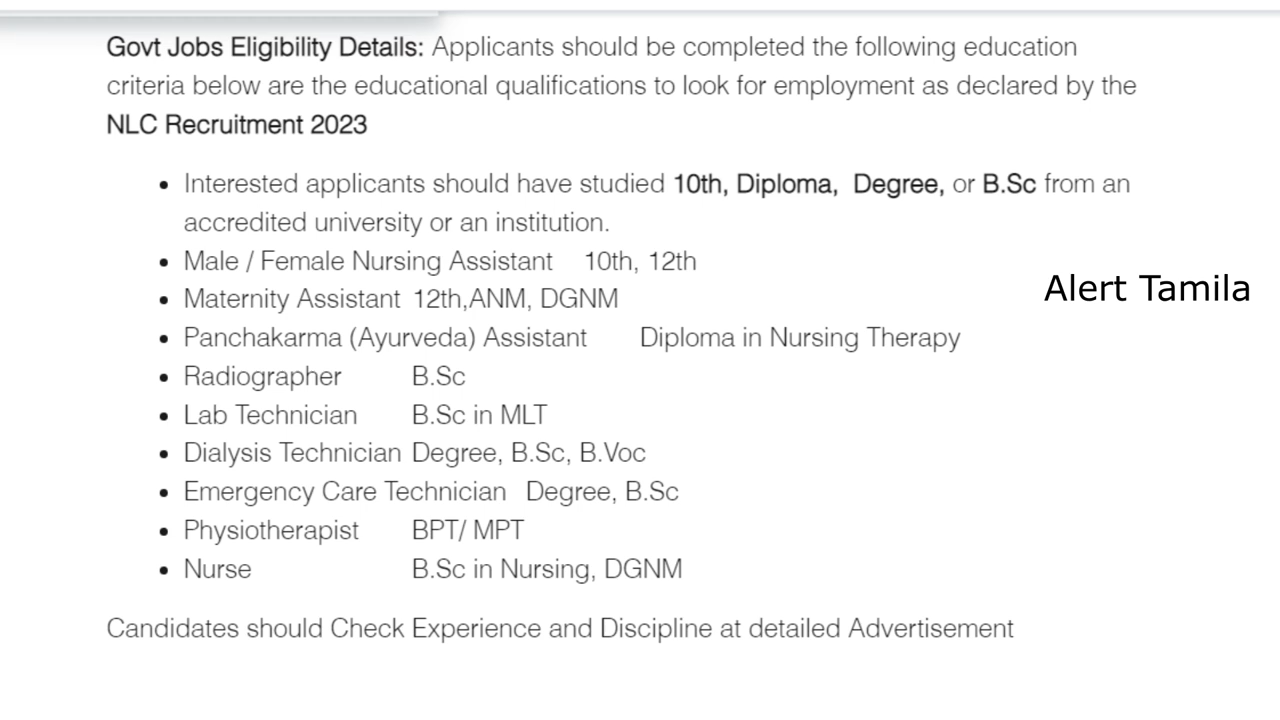 Govt Jobs Eligibility Details: Applicants should be completed the following education
criteria below are the educational qualifications to look for employment as declared by the
NLC Recruitment 2023
• Interested applicants should have studied 10th, Diploma, Degree, or B.Sc from an
accredited university or an institution.
• Male / Female Nursing Assistant 10th, 12th
• Maternity Assistant 12th,ANM, DGNM
Alert Tamila
• Panchakarma (Ayurveda) Assistant Diploma in Nursing Therapy
• Radiographer B.Sc
• Lab Technician B.Sc in MLT
• Dialysis Technician Degree, B.Sc, B.Voc
• Emergency Care Technician Degree, B.Sc
• Physiotherapist BPT/ MPT
• Nurse B.Sc in Nursing, DGNM
Candidates should Check Experience and Discipline at detailed Advertisement